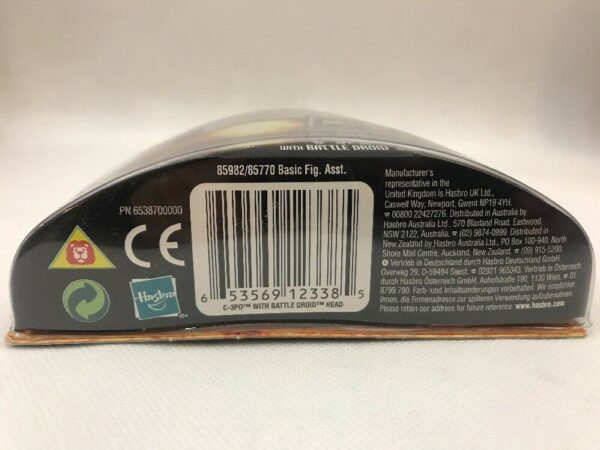 WITH BATTLE DROID
85982/85770 Basic Fig. Asst.
PN 6538700000
CE
Hasbro
6 53569 12338 5
C-3PO™ WITH BATTLE DROID™ HEAD
Manufacturer's
representative in the
United Kingdom is Hasbro UK Ltd.,
Caswell Way, Newport, Gwent NP19 4YH.
☎ 00800 22427276. Distributed in Australia by
Hasbro Australia Ltd., 570 Blaxland Road, Eastwood,
NSW 2122, Australia. ☎ (02) 9874-0999. Distributed in
New Zealand by Hasbro Australia Ltd., PO Box 100-940, North
Shore Mail Centre, Auckland, New Zealand. ☎ (09) 915-5200.
Vertrieb in Deutschland durch Hasbro Deutschland GmbH,
Overweg 29, D-59494 Soest ☎ 02921 965343. Vertrieb in Österreich
durch Hasbro Österreich GmbH, Auhofstraße 190, 1130 Wien. ☎ 01
8799 780. Farb- und Inhaltsänderungen vorbehalten. Wir empfehlen
Ihnen, die Firmenadresse zur späteren Verwendung aufzubewahren.
Please retain our address for future reference. www.hasbro.com